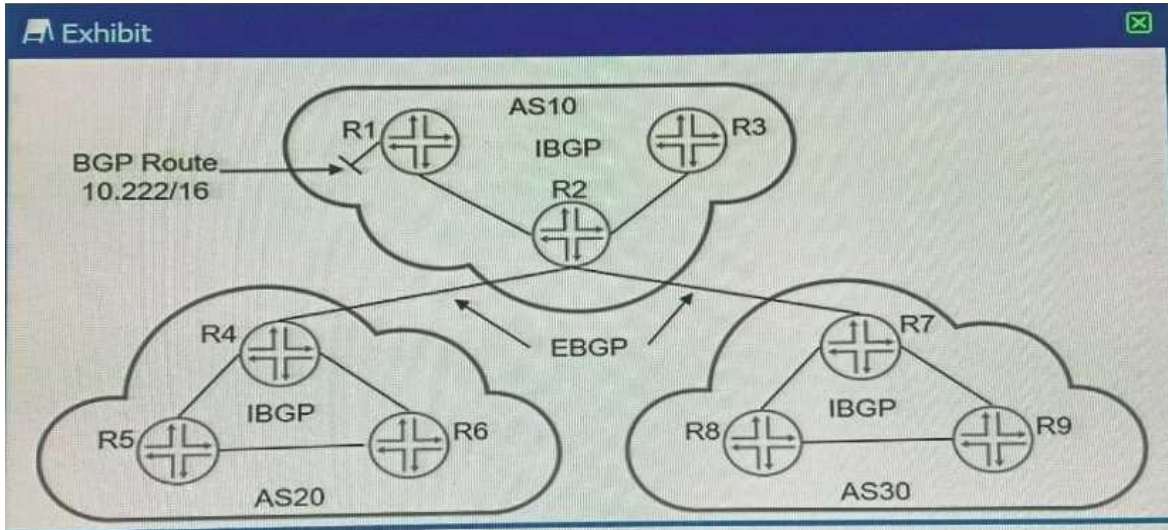 Exhibit
AS10
R1
R3
IBGP
BGP Route
10.222/16
R2
R4
R7
EBGP
IBGP
IBGP
R5
R6
R8
R9
AS20
AS30